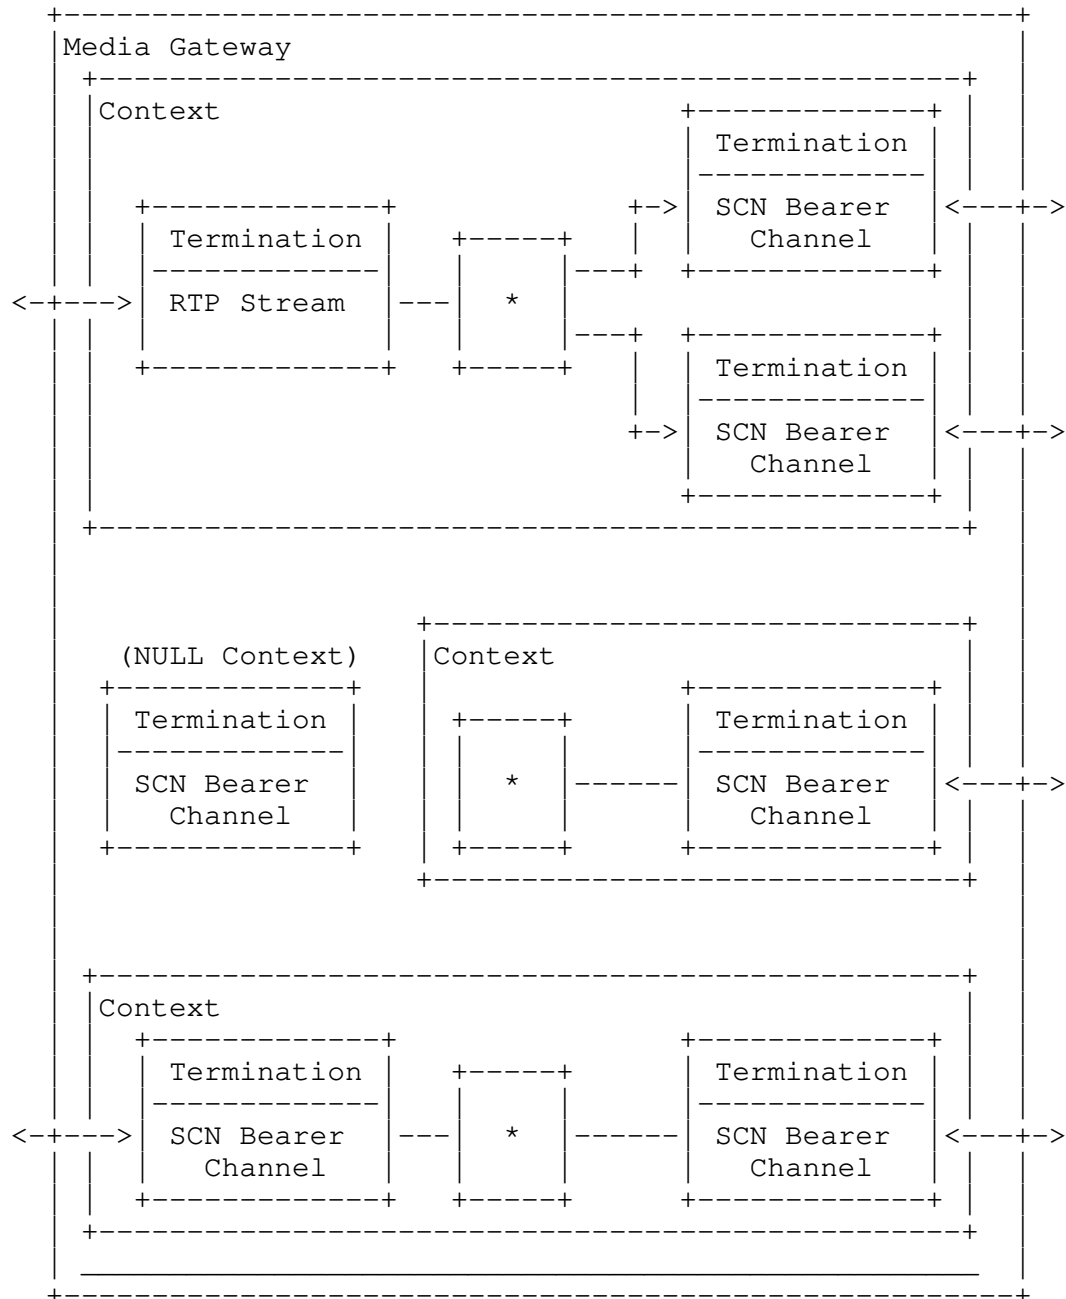 Media Gateway
Context
Termination
SCN Bearer
Channel
Termination
RTP Stream
*
Termination
SCN Bearer
Channel
(NULL Context)
Termination
SCN Bearer
Channel
Context
*
Termination
SCN Bearer
Channel
Context
Termination
SCN Bearer
Channel
*
Termination
SCN Bearer
Channel